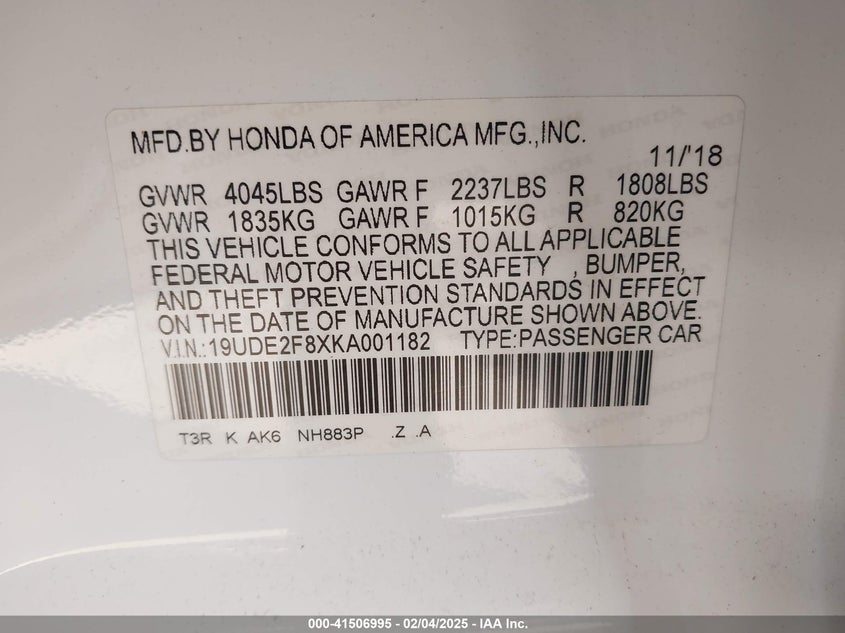 MFD.BY HONDA OF AMERICA MFG.,INC.
11/'18
GVWR 4045LBS GAWR F 2237LBS R 1808LBS
GVWR 1835KG GAWR F 1015KG R 820KG
THIS VEHICLE CONFORMS TO ALL APPLICABLE
FEDERAL MOTOR VEHICLE SAFETY , BUMPER,
AND THEFT PREVENTION STANDARDS IN EFFECT
ON THE DATE OF MANUFACTURE SHOWN ABOVE.
V.I.N.:19UDE2F8XKA001182 TYPE:PASSENGER CAR
T3R K AK6 NH883P .Z .A
000-41506995 - 02/04/2025 - IAA Inc.